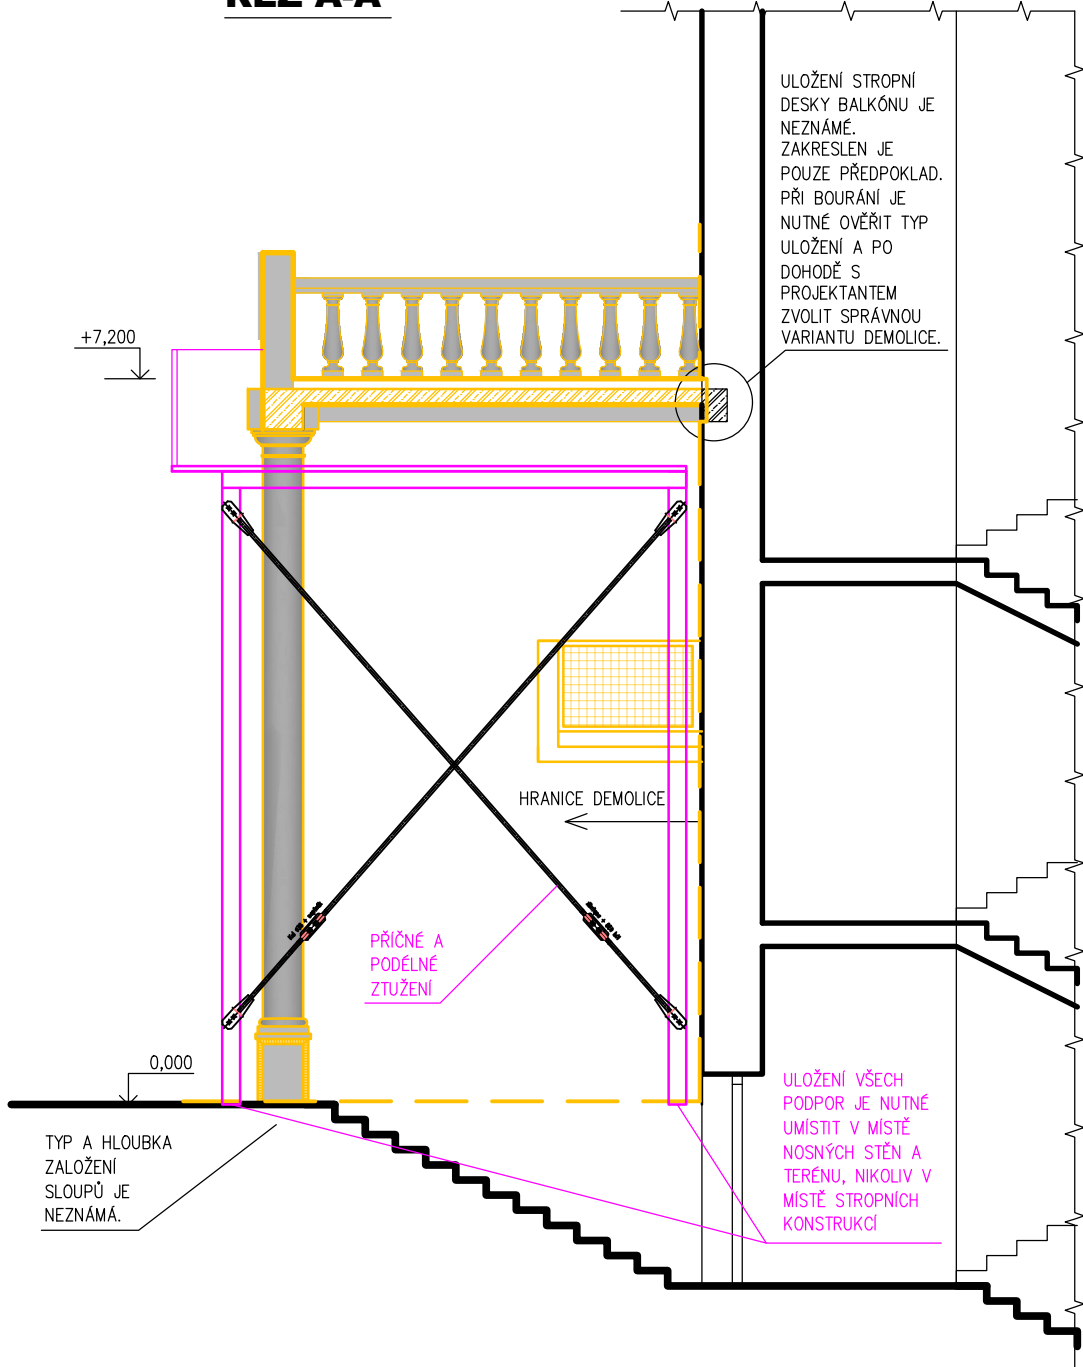 ŘEZ A-A
ULOŽENÍ STROPNÍ
DESKY BALKÓNU JE
NEZNÁMÉ.
ZAKRESLEN JE
POUZE PŘEDPOKLAD.
PŘI BOURÁNÍ JE
NUTNÉ OVĚŘIT TYP
ULOŽENÍ A PO
DOHODĚ S
PROJEKTANTEM
ZVOLIT SPRÁVNOU
VARIANTU DEMOLICE.
+7,200
HRANICE DEMOLICE
PŘÍČNÉ A
PODÉLNÉ
ZTUŽENÍ
0,000
TYP A HLOUBKA
ZALOŽENÍ
SLOUPŮ JE
NEZNÁMÁ.
ULOŽENÍ VŠECH
PODPOR JE NUTNÉ
UMÍSTIT V MÍSTĚ
NOSNÝCH STĚN A
TERÉNU, NIKOLIV V
MÍSTĚ STROPNÍCH
KONSTRUKCÍ